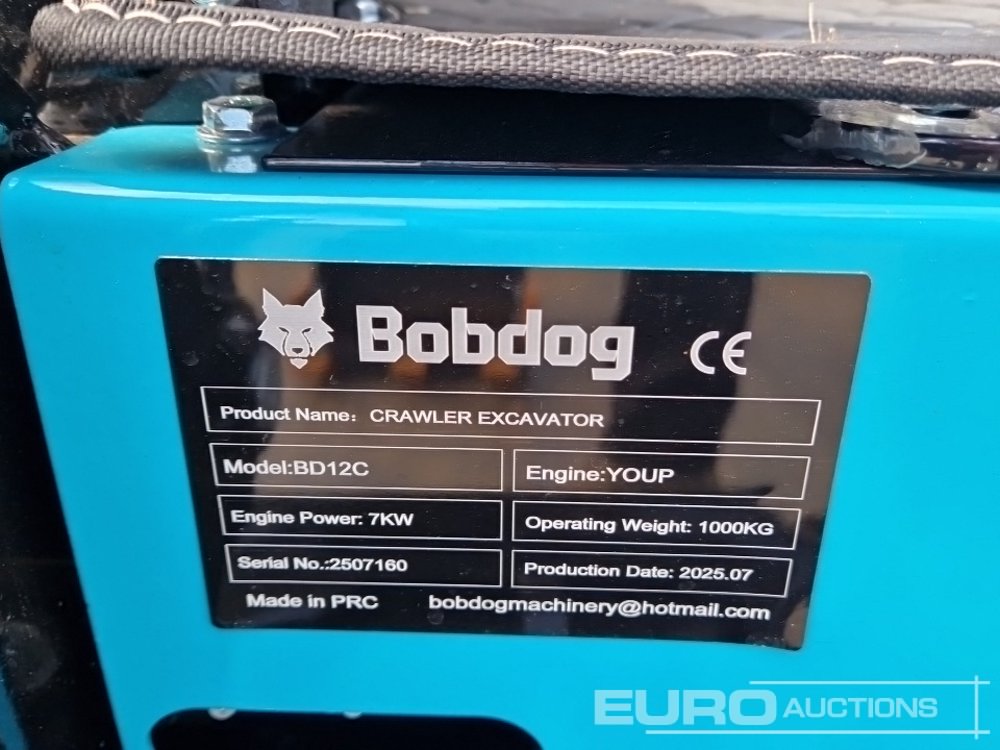 Bobdog CE
Product Name: CRAWLER EXCAVATOR
Model:BD12C Engine:YOUP
Engine Power: 7KW Operating Weight: 1000KG
Serial No.:2507160 Production Date: 2025.07
Made in PRC bobdogmachinery@hotmail.com
EURO AUCTIONS